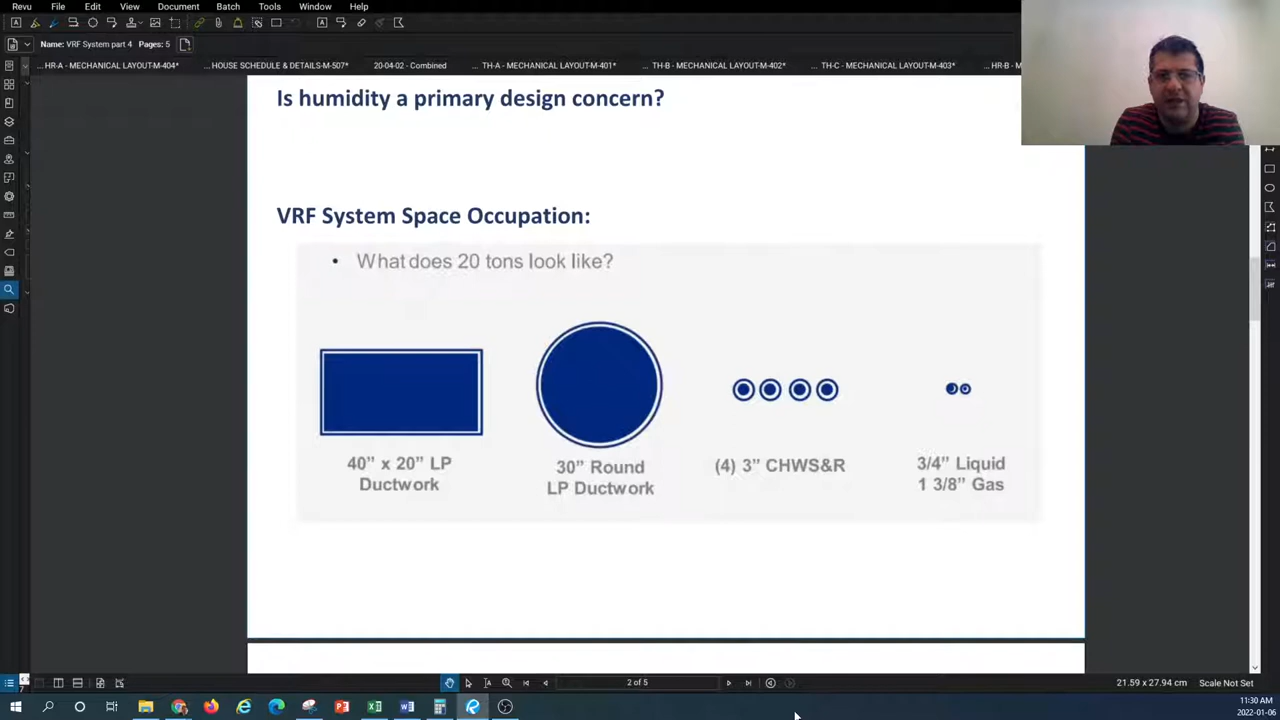 Revu File Edit View Document Batch Tools Window Help
Name: VRF System part 4 Pages: 5
... HR-A - MECHANICAL LAYOUT-M-404*
... HOUSE SCHEDULE & DETAILS-M-507*
20-04-02 - Combined
... TH-A - MECHANICAL LAYOUT-M-401*
... TH-B - MECHANICAL LAYOUT-M-402*
... TH-C - MECHANICAL LAYOUT-M-403*
... HR-B - M
Is humidity a primary design concern?
VRF System Space Occupation:
• What does 20 tons look like?
40” x 20” LP
Ductwork
30” Round
LP Ductwork
(4) 3” CHWS&R
3/4” Liquid
1 3/8” Gas
2 of 5
21.59 x 27.94 cm
Scale Not Set
11:30 AM
2022-01-06